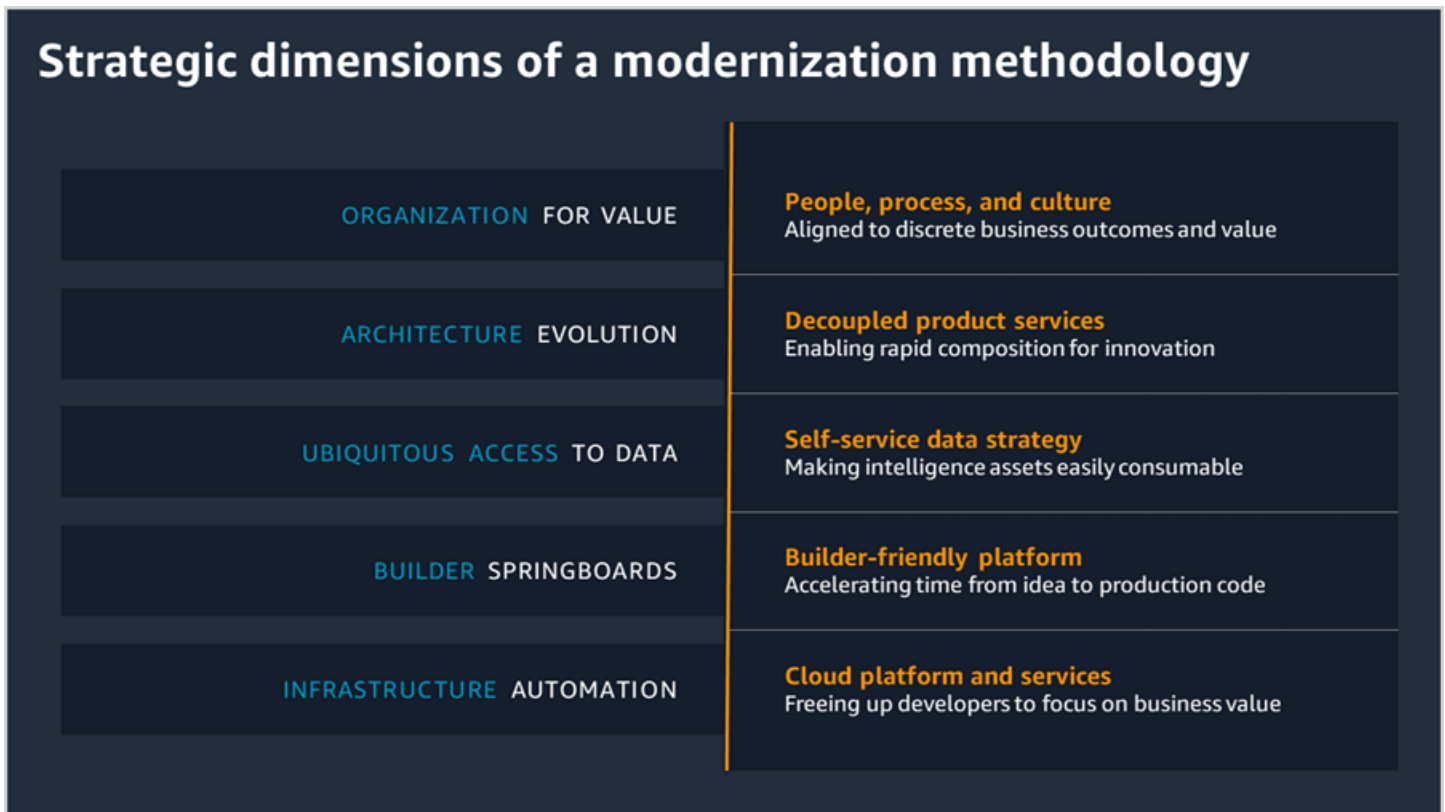 Strategic dimensions of a modernization methodology
ORGANIZATION FOR VALUE
People, process, and culture
Aligned to discrete business outcomes and value
ARCHITECTURE EVOLUTION
Decoupled product services
Enabling rapid composition for innovation
UBIQUITOUS ACCESS TO DATA
Self-service data strategy
Making intelligence assets easily consumable
BUILDER SPRINGBOARDS
Builder-friendly platform
Accelerating time from idea to production code
INFRASTRUCTURE AUTOMATION
Cloud platform and services
Freeing up developers to focus on business value